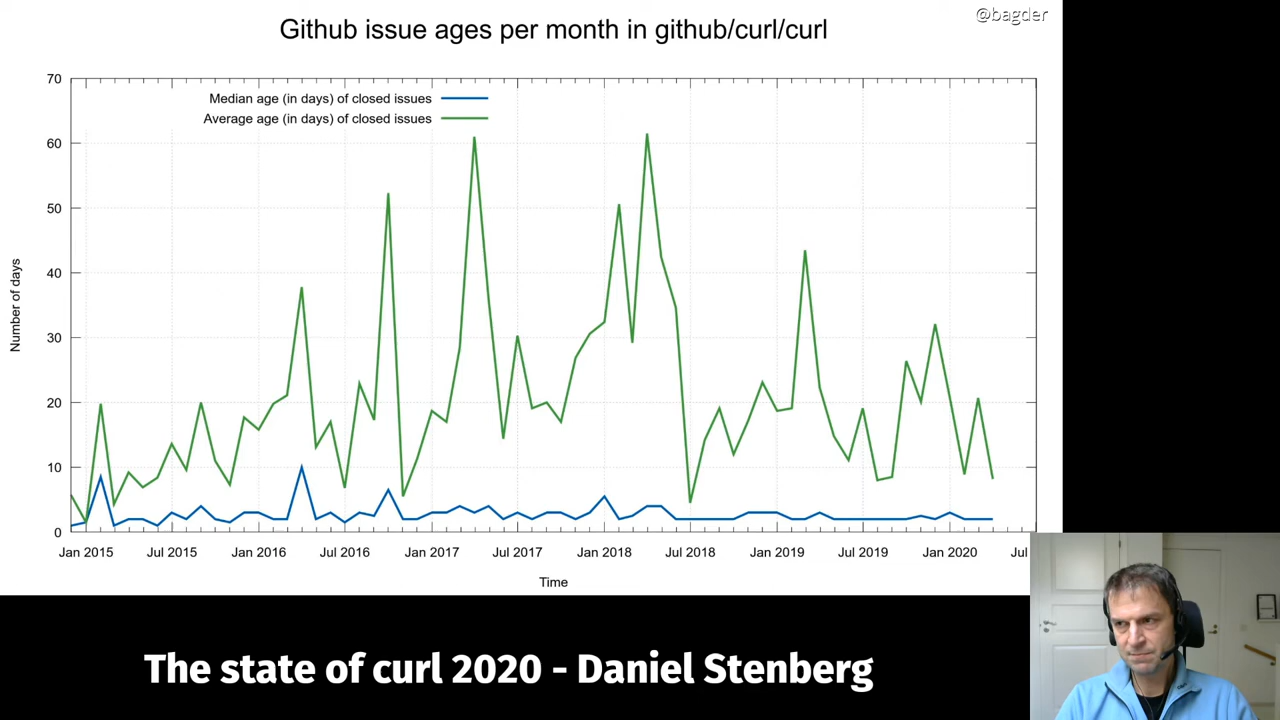 @bagder
Github issue ages per month in github/curl/curl
70
Median age (in days) of closed issues
Average age (in days) of closed issues
60
50
40
30
20
10
0
Number of days
Jan 2015 Jul 2015 Jan 2016 Jul 2016 Jan 2017 Jul 2017 Jan 2018 Jul 2018 Jan 2019 Jul 2019 Jan 2020 Jul
Time
The state of curl 2020 - Daniel Stenberg